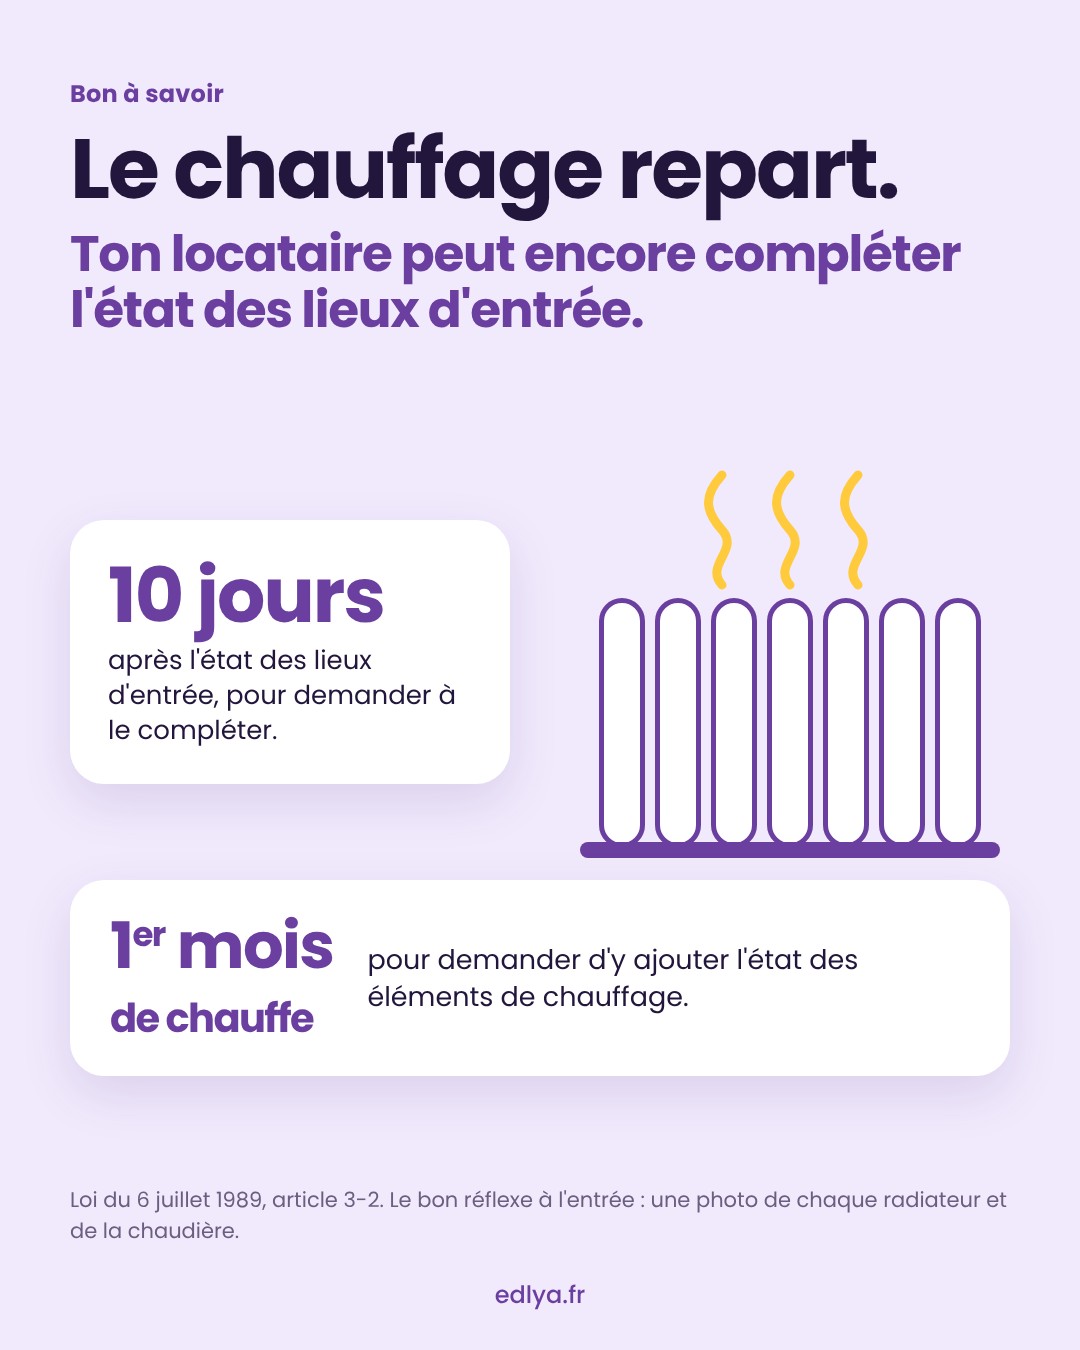 Bon à savoir
Le chauffage repart.
Ton locataire peut encore compléter
l'état des lieux d'entrée.
10 jours
après l'état des lieux
d'entrée, pour demander à
le compléter.
1er mois
de chauffe
pour demander d'y ajouter l'état des
éléments de chauffage.
Loi du 6 juillet 1989, article 3-2. Le bon réflexe à l'entrée : une photo de chaque radiateur et
de la chaudière.
edlya.fr